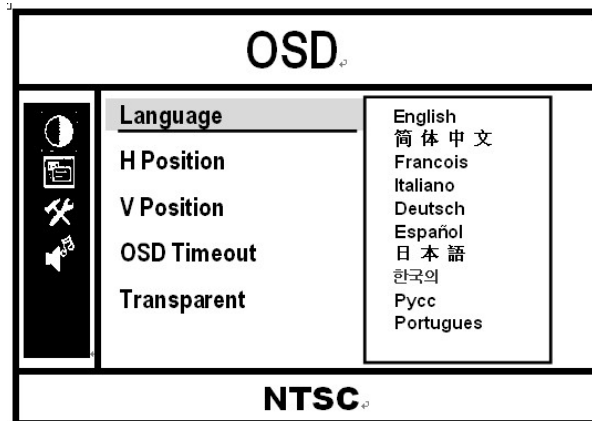 OSD
Language
H Position
V Position
OSD Timeout
Transparent
English
简体中文
Francois
Italiano
Deutsch
Español
日本語
한국의
Pycc
Portugues
NTSC